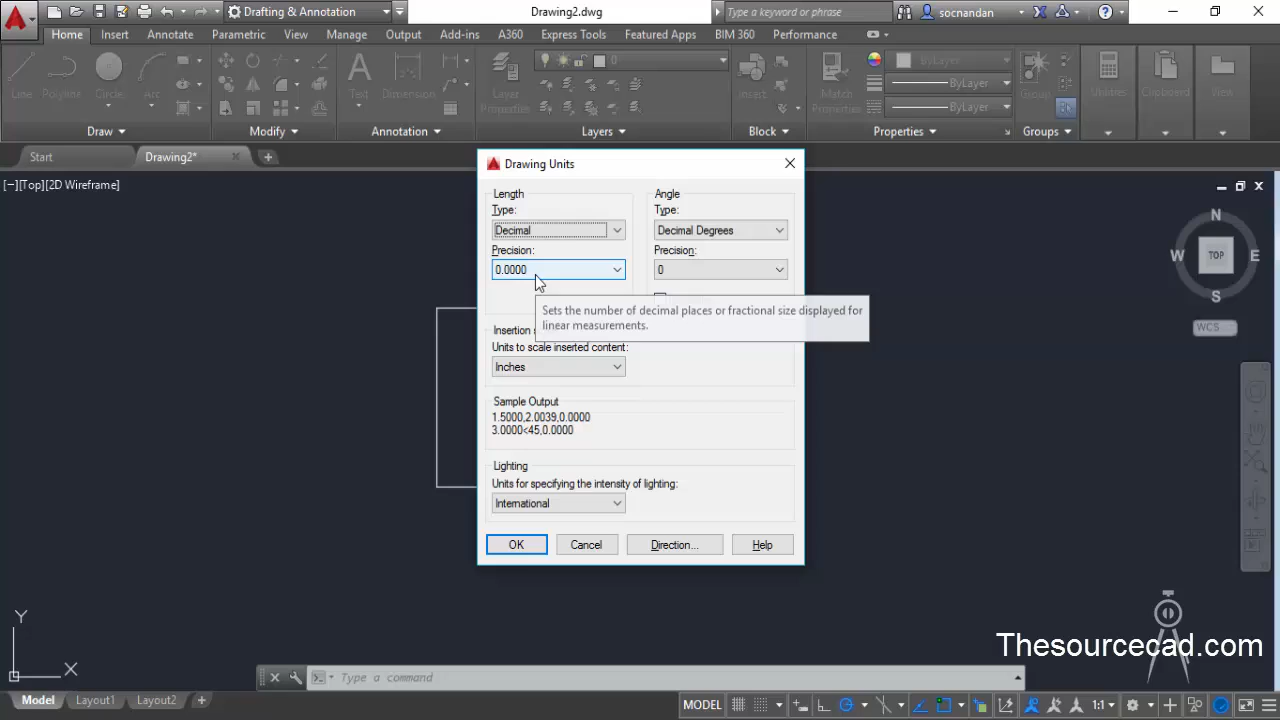 Drafting & Annotation
Drawing2.dwg
Type a keyword or phrase
socnandan
Home
Insert
Annotate
Parametric
View
Manage
Output
Add-ins
A360
Express Tools
Featured Apps
BIM 360
Performance
Line
Polyline
Circle
Arc
Text
Dimension
Layer
Properties
0
Insert
Match
Properties
ByLayer
ByLayer
ByLayer
Group
Utilities
Clipboard
View
Draw
Modify
Annotation
Layers
Block
Properties
Groups
Start
Drawing2*
[−][Top][2D Wireframe]
Drawing Units
Length
Type:
Decimal
Precision:
0.0000
Angle
Type:
Decimal Degrees
Precision:
0
Sets the number of decimal places or fractional size displayed for
linear measurements.
Insertion
Units to scale inserted content:
Inches
Sample Output
1.5000,2.0039,0.0000
3.0000<45,0.0000
Lighting
Units for specifying the intensity of lighting:
International
OK
Cancel
Direction...
Help
N
W
TOP
E
S
WCS
Y
X
Thesourcecad.com
Type a command
Model
Layout1
Layout2
MODEL
1:1